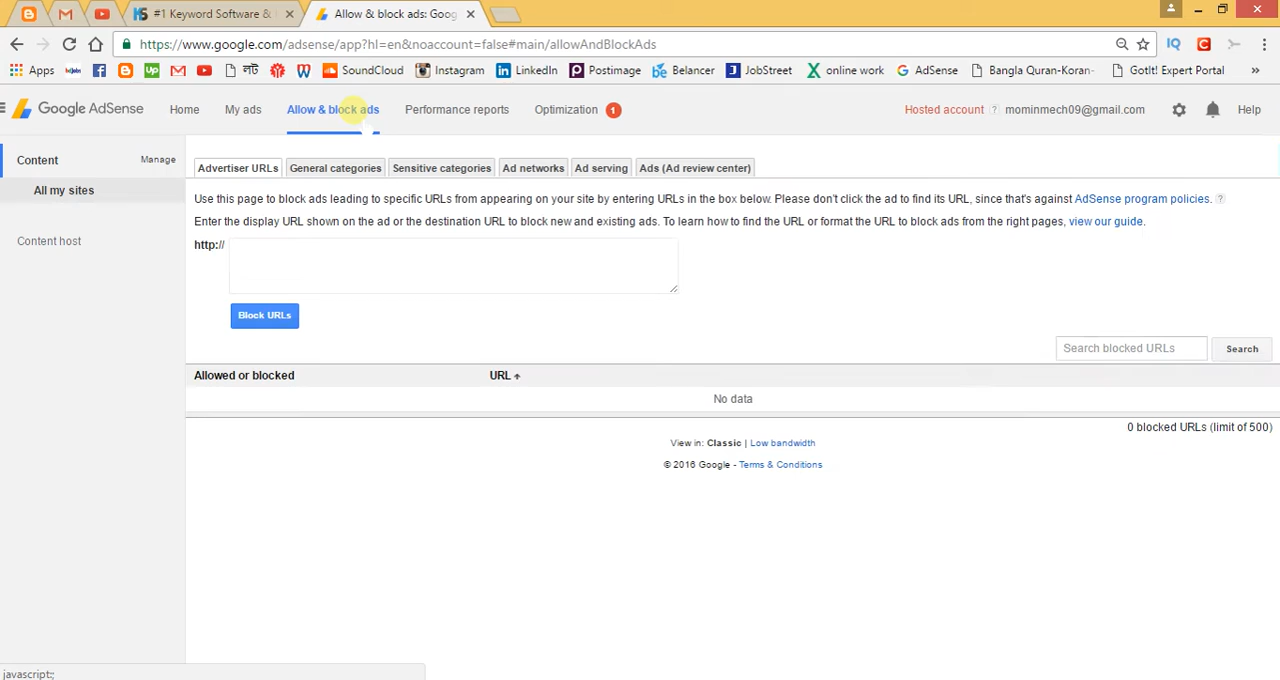 #1 Keyword Software &
Allow & block ads: Goog
https://www.google.com/adsense/app?hl=en&noaccount=false#main/allowAndBlockAds
Apps
SoundCloud
Instagram
LinkedIn
Postimage
Belancer
JobStreet
online work
AdSense
Bangla Quran-Koran-
GotIt! Expert Portal
Google AdSense
Home
My ads
Allow & block ads
Performance reports
Optimization 1
Hosted account ?
mominmech09@gmail.com
Help
Content
Manage
All my sites
Content host
Advertiser URLs
General categories
Sensitive categories
Ad networks
Ad serving
Ads (Ad review center)
Use this page to block ads leading to specific URLs from appearing on your site by entering URLs in the box below. Please don't click the ad to find its URL, since that's against AdSense program policies. ?
Enter the display URL shown on the ad or the destination URL to block new and existing ads. To learn how to find the URL or format the URL to block ads from the right pages, view our guide.
http://
Block URLs
Search blocked URLs
Search
Allowed or blocked
URL
No data
0 blocked URLs (limit of 500)
View in: Classic | Low bandwidth
© 2016 Google - Terms & Conditions
javascript:;